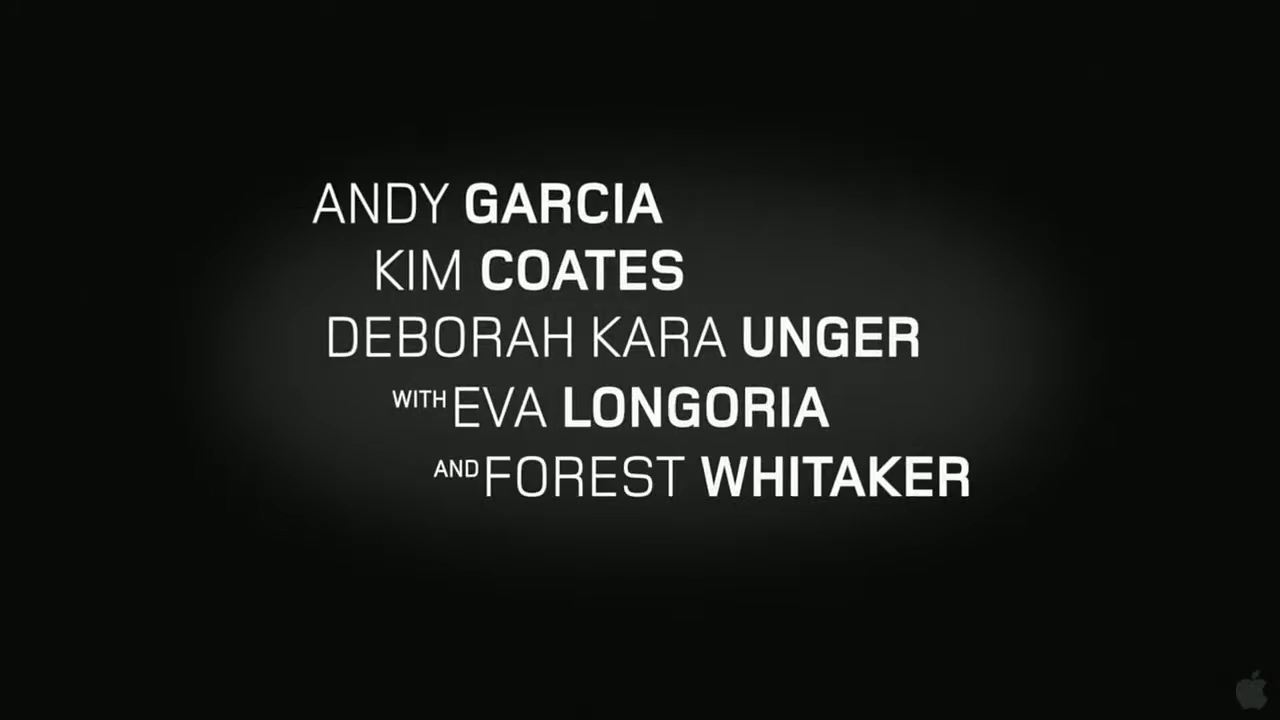 ANDY GARCIA
KIM COATES
DEBORAH KARA UNGER
WITH EVA LONGORIA
AND FOREST WHITAKER